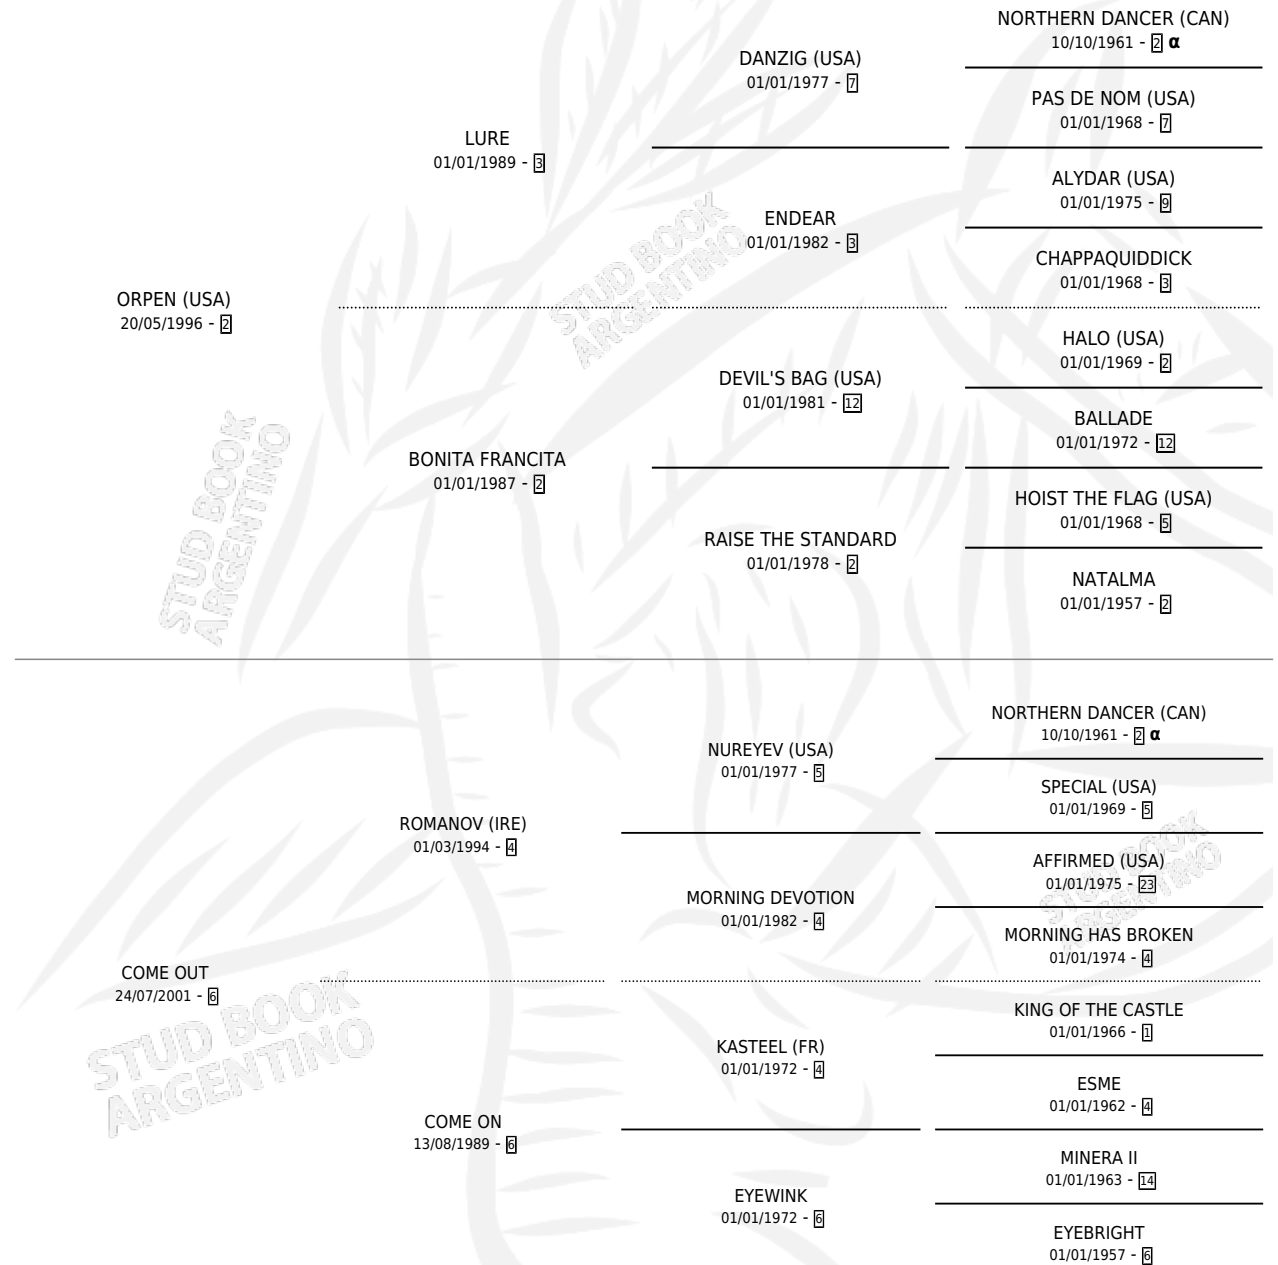 NORTHERN DANCER (CAN)
10/10/1961 - 2 α
DANZIG (USA)
01/01/1977 - 7
PAS DE NOM (USA)
01/01/1968 - 7
LURE
01/01/1989 - 3
ALYDAR (USA)
01/01/1975 - 9
ENDEAR
01/01/1982 - 3
CHAPPAQUIDDICK
01/01/1968 - 3
ORPEN (USA)
20/05/1996 - 2
HALO (USA)
01/01/1969 - 2
DEVIL'S BAG (USA)
01/01/1981 - 12
BALLADE
01/01/1972 - 12
BONITA FRANCITA
01/01/1987 - 2
HOIST THE FLAG (USA)
01/01/1968 - 5
RAISE THE STANDARD
01/01/1978 - 2
NATALMA
01/01/1957 - 2
NORTHERN DANCER (CAN)
10/10/1961 - 2 α
NUREYEV (USA)
01/01/1977 - 5
SPECIAL (USA)
01/01/1969 - 5
ROMANOV (IRE)
01/03/1994 - 4
AFFIRMED (USA)
01/01/1975 - 23
MORNING DEVOTION
01/01/1982 - 4
MORNING HAS BROKEN
01/01/1974 - 4
COME OUT
24/07/2001 - 6
KING OF THE CASTLE
01/01/1966 - 1
KASTEEL (FR)
01/01/1972 - 4
ESME
01/01/1962 - 4
COME ON
13/08/1989 - 6
MINERA II
01/01/1963 - 14
EYEWINK
01/01/1972 - 6
EYEBRIGHT
01/01/1957 - 6
STUD BOOK
ARGENTINO
STUD BOOK
ARGENTINO
STUD BOOK
ARGENTINO
STUD BOOK
ARGENTINO